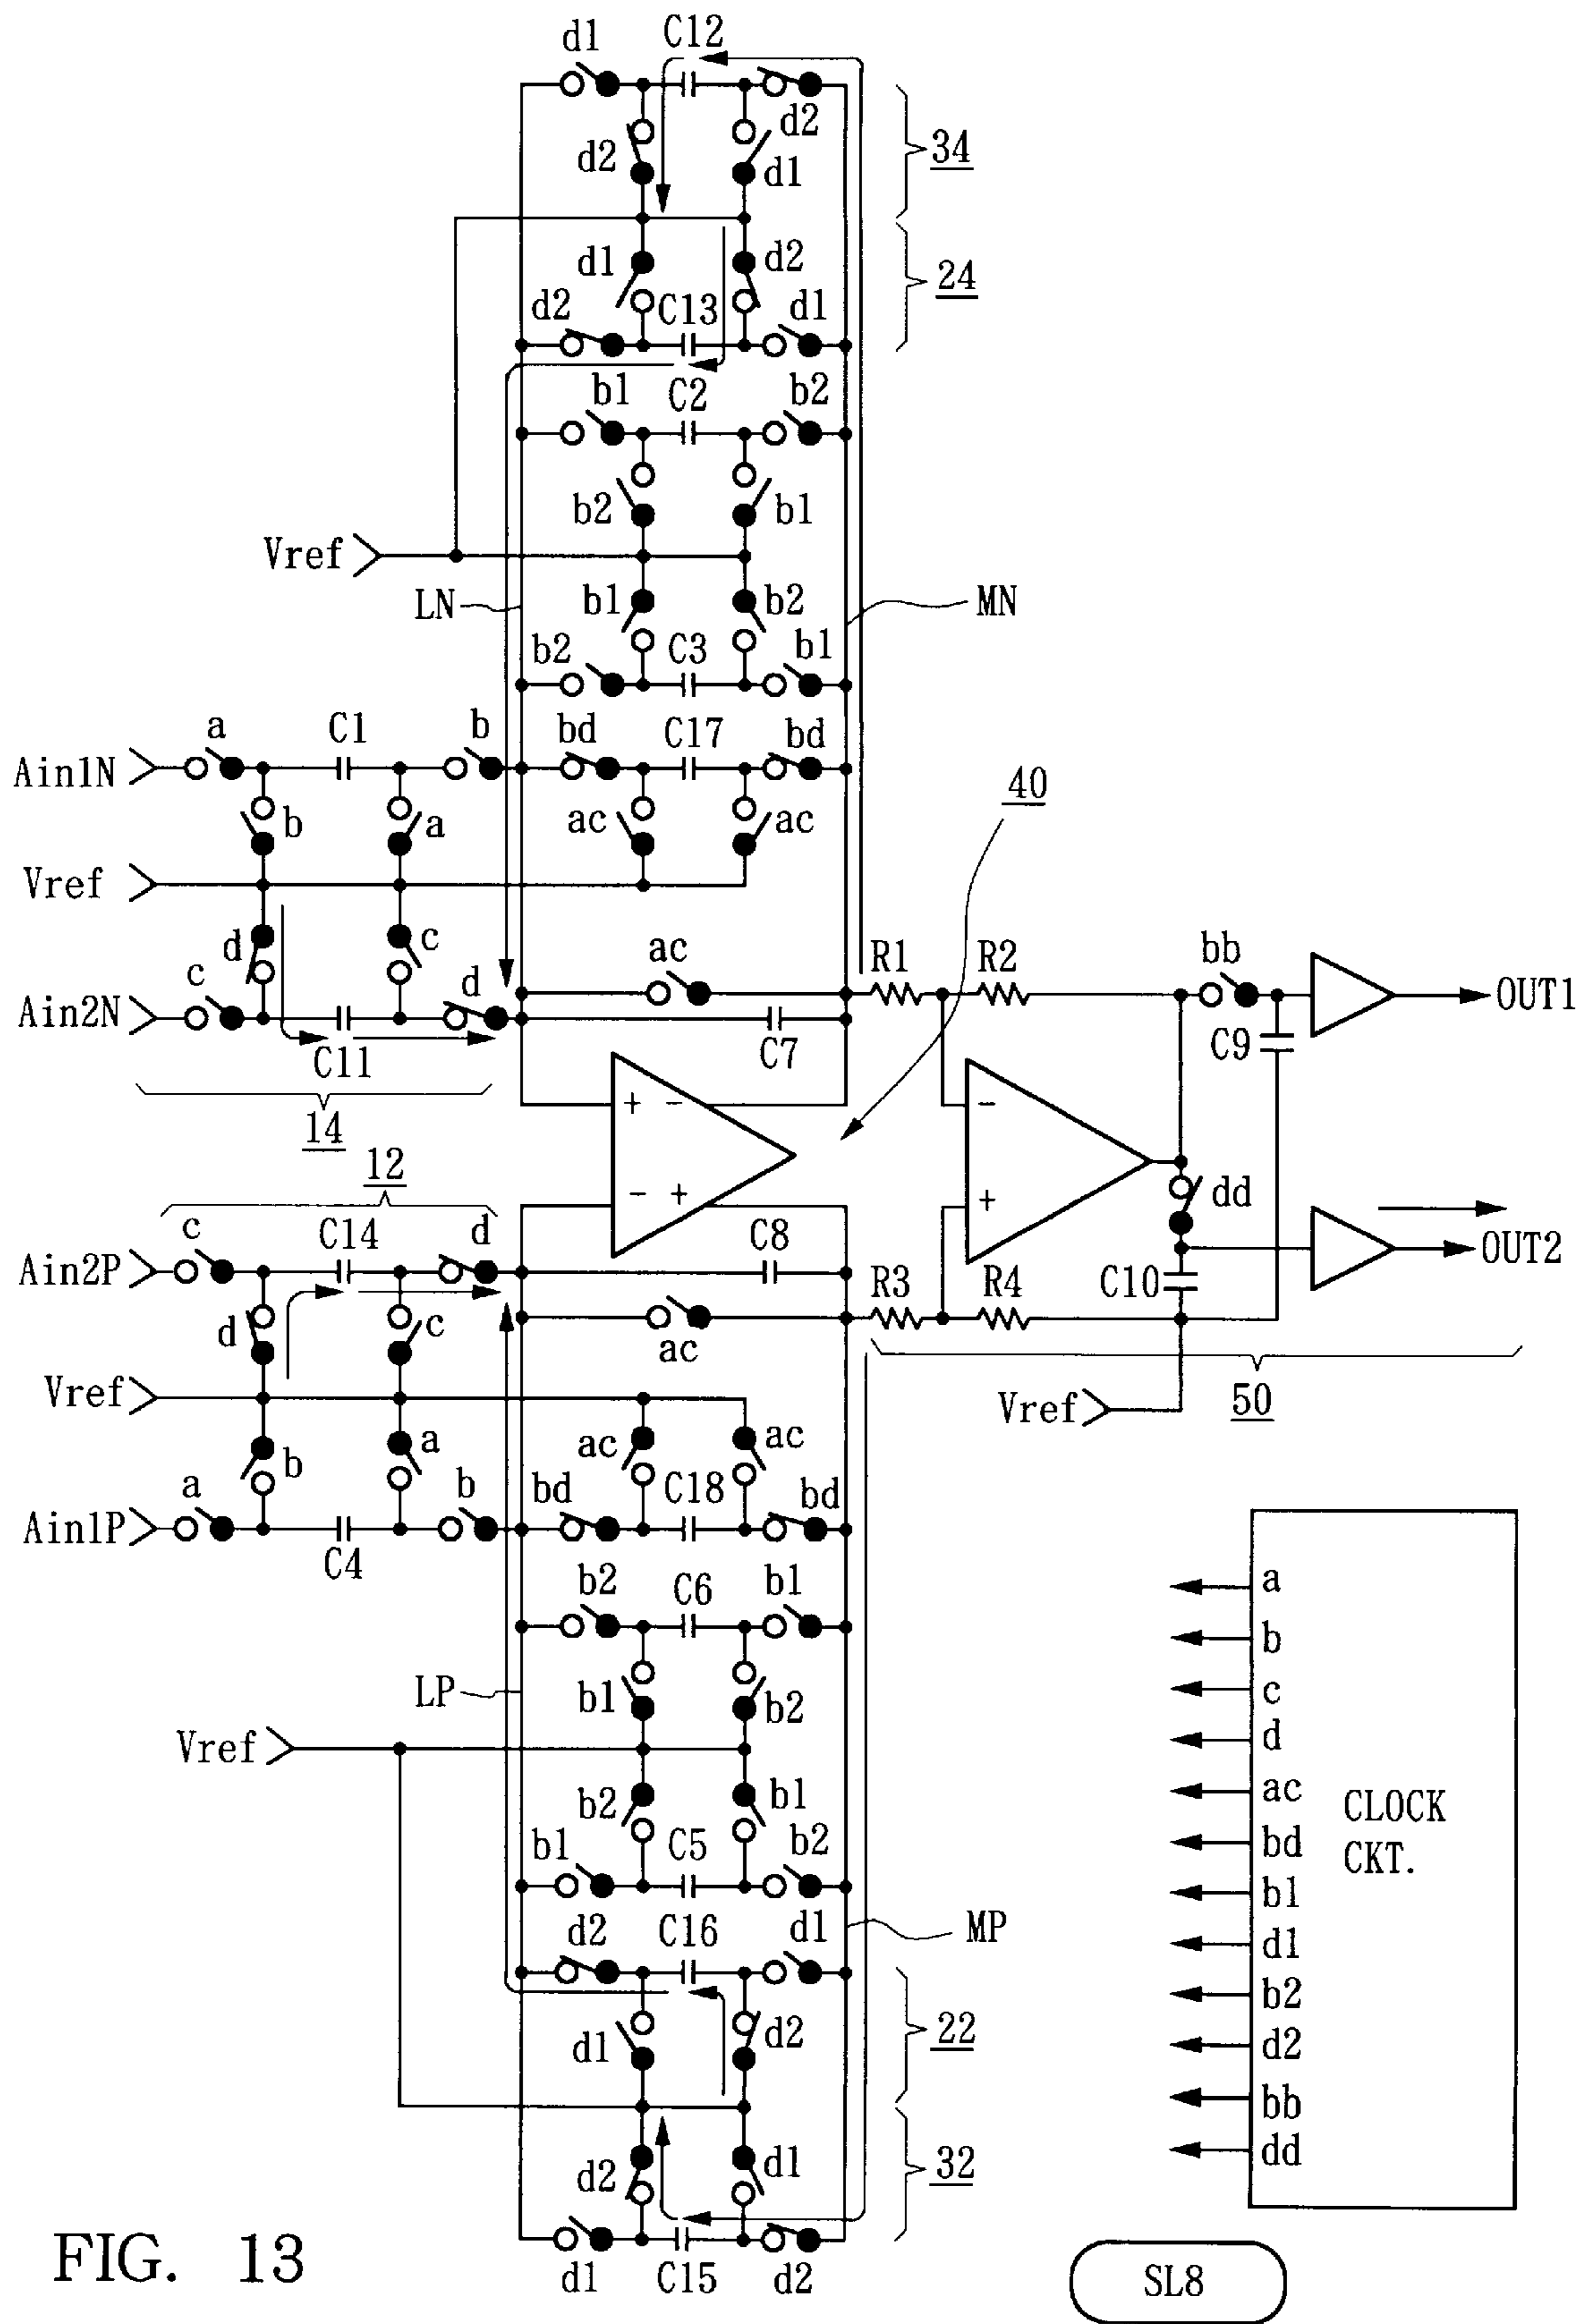 d1 C12
d2
34
d2 d1
d1 d2
24
d2 C13 d1
b1 C2 b2
b2 b1
Vref
LN b1 b2 MN
b2 C3 b1
a C1 b bd C17 bd
Ain1N
b a ac ac
40
Vref
d c ac R1 R2 bb
c d OUT1
Ain2N
C11 C7 C9
+ - -
14
12 - + + dd
c C14 d C8
Ain2P OUT2
R3 R4 C10
d c ac
Vref Vref 50
b a ac ac
a b bd C18 bd
Ain1P
C4
b2 C6 b1
LP b1 b2
Vref
b2 b1
b1 C5 b2
d2 C16 d1 MP
d1 d2 22
d2 d1 32
d1 C15 d2
a
b
c
d
ac
bd
b1
d1
b2
d2
bb
dd
CLOCK
CKT.
FIG. 13
SL8